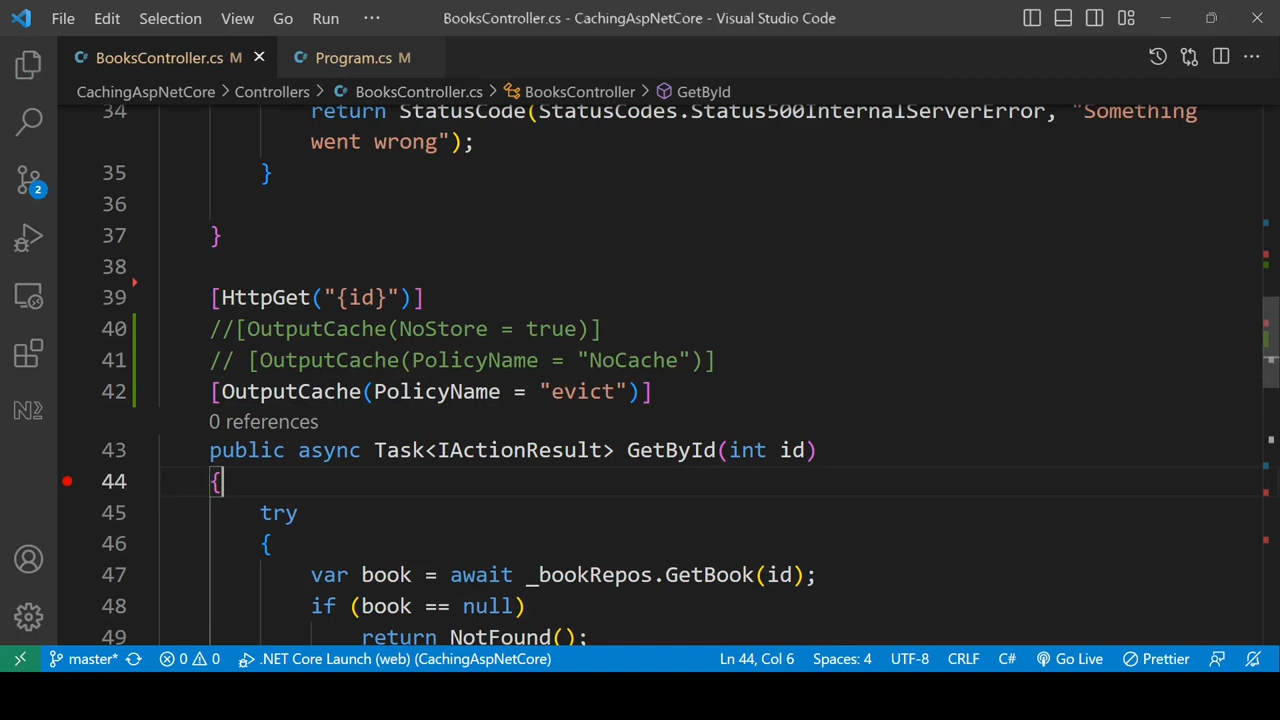 File Edit Selection View Go Run ··· BooksController.cs - CachingAspNetCore - Visual Studio Code
BooksController.cs M Program.cs M
CachingAspNetCore > Controllers > BooksController.cs > BooksController > GetById
34 return StatusCode(StatusCodes.Status500InternalServerError, "Something
went wrong");
35 }
36
37 }
38
39 [HttpGet("{id}")]
40 //[OutputCache(NoStore = true)]
41 // [OutputCache(PolicyName = "NoCache")]
42 [OutputCache(PolicyName = "evict")]
0 references
43 public async Task<IActionResult> GetById(int id)
44 {
45 try
46 {
47 var book = await _bookRepos.GetBook(id);
48 if (book == null)
49 return NotFound();
2
master* 0 0 .NET Core Launch (web) (CachingAspNetCore) Ln 44, Col 6 Spaces: 4 UTF-8 CRLF C# Go Live Prettier